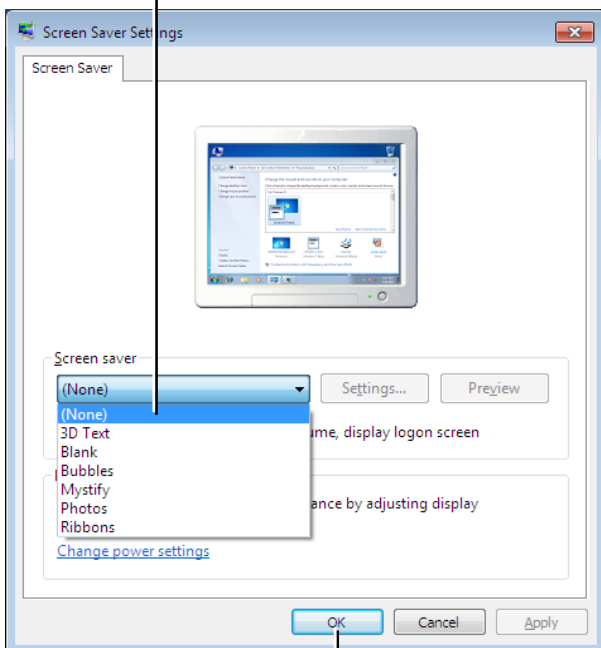 Screen Saver Settings
Screen Saver
Screen saver
(None)
Settings...
Preview
(None)
3D Text
ume, display logon screen
Blank
Bubbles
Mystify
Photos
ance by adjusting display
Ribbons
Change power settings
OK
Cancel
Apply